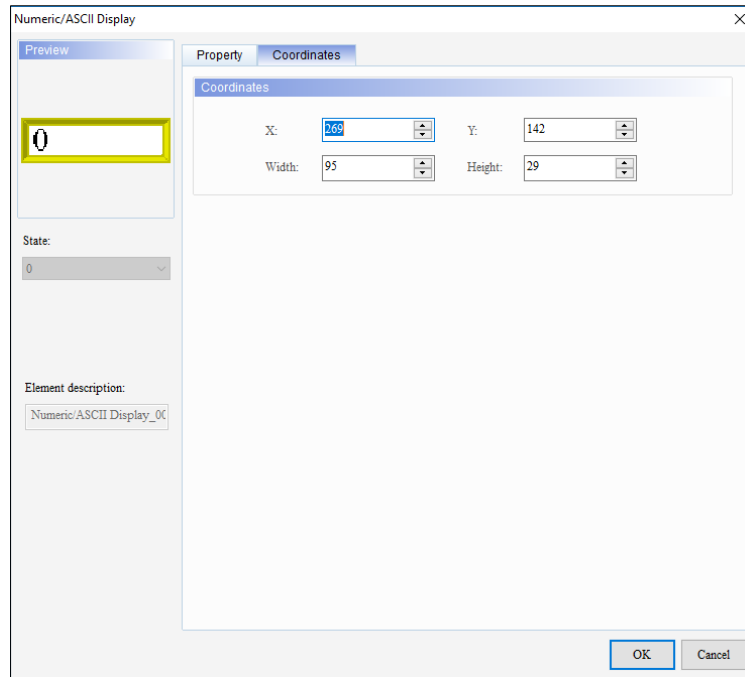 Numeric/ASCII Display
Preview
Property Coordinates
Coordinates
0
X: 269 Y: 142
Width: 95 Height: 29
State:
0
Element description:
Numeric/ASCII Display_00
OK Cancel